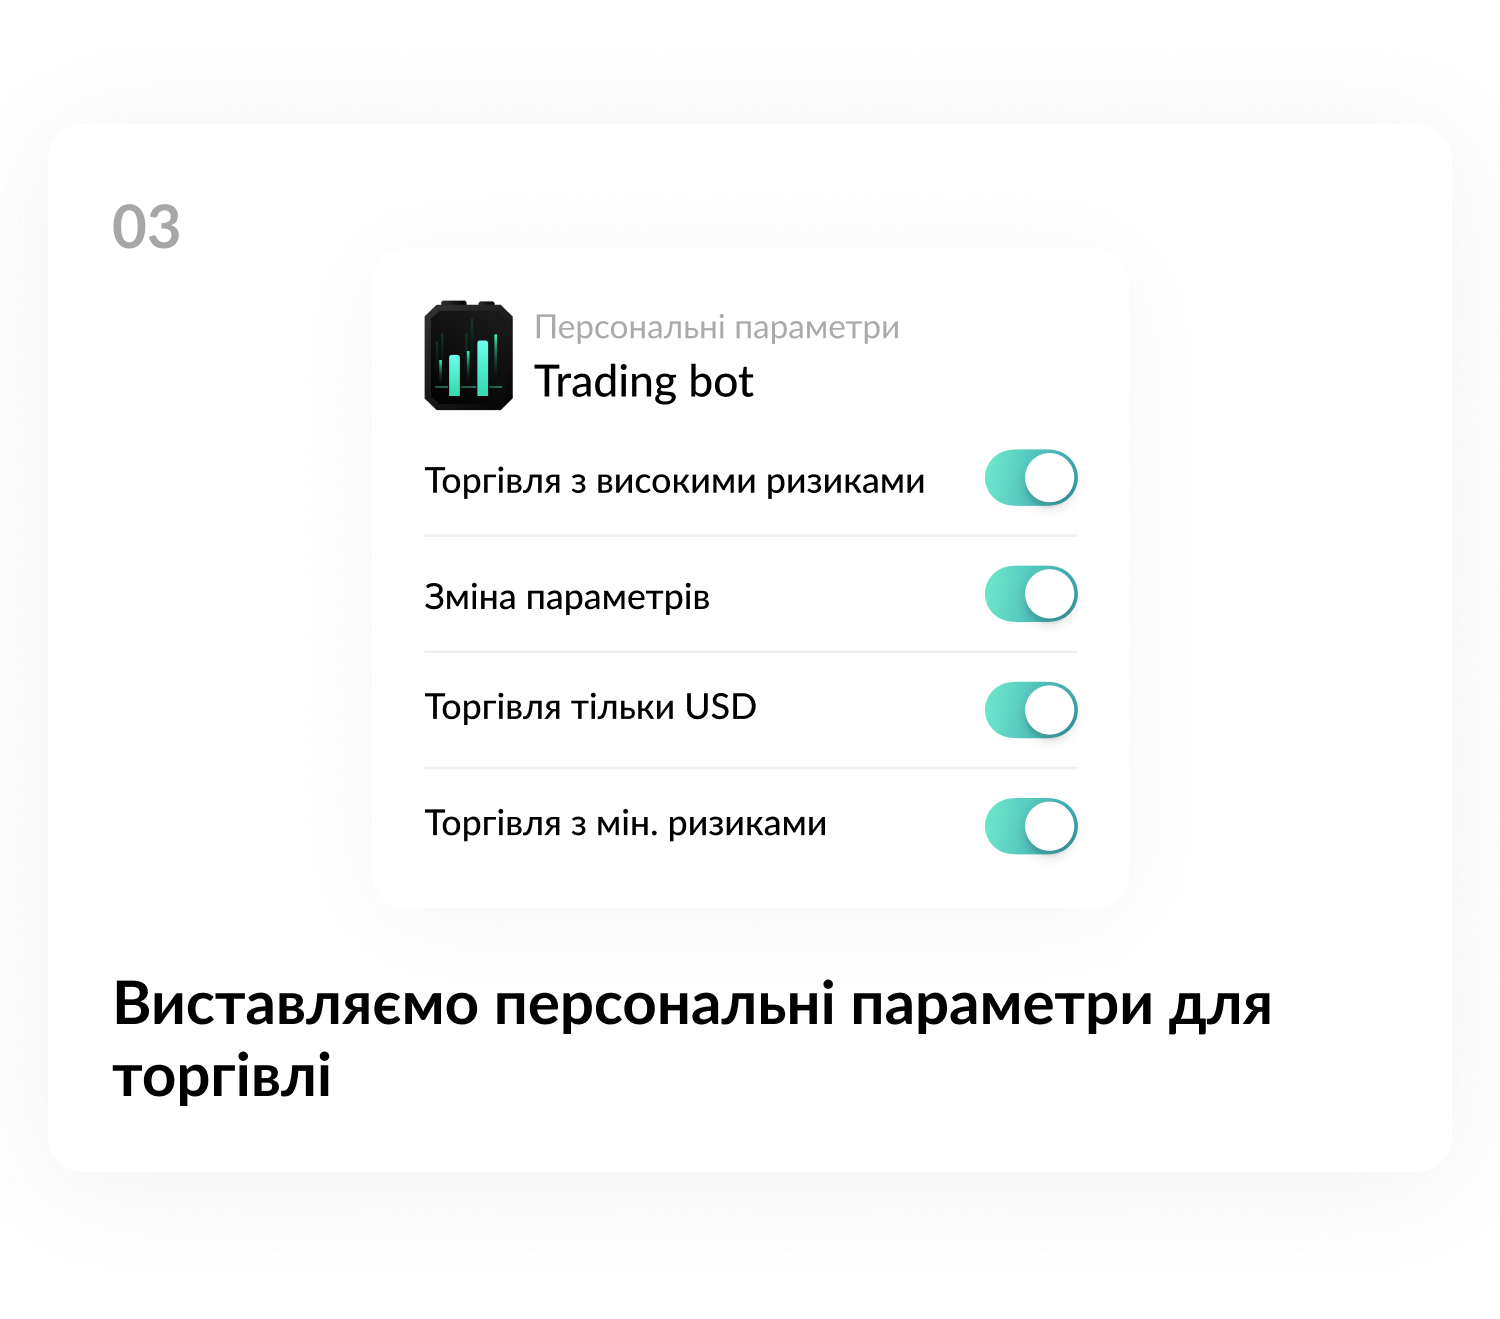 03
Персональні параметри
Trading bot
Торгівля з високими ризиками
Зміна параметрів
Торгівля тільки USD
Торгівля з мін. ризиками
Виставляємо персональні параметри для
торгівлі